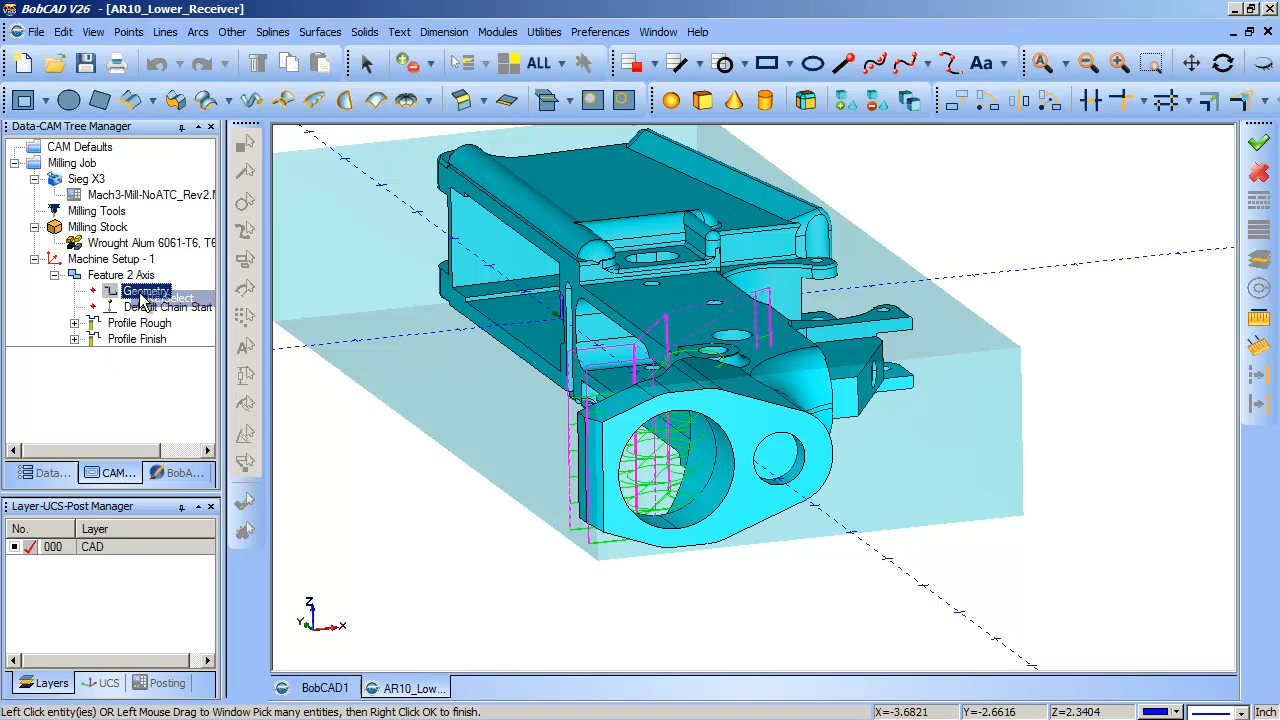 BobCAD V26 - [AR10_Lower_Receiver]
File Edit View Points Lines Arcs Other Splines Surfaces Solids Text Dimension Modules Utilities Preferences Window Help
ALL Aa
Data-CAM Tree Manager
CAM Defaults
Milling Job
Sieg X3
Mach3-Mill-NoATC_Rev2.M
Milling Tools
Milling Stock
Wrought Alum 6061-T6, T6
Machine Setup - 1
Feature 2 Axis
Geometry
Select
Default Chain Start
Profile Rough
Profile Finish
Data... CAM... BobA...
Layer-UCS-Post Manager
No. Layer
000 CAD
Z
Y X
Layers UCS Posting
BobCAD1 AR10_Low...
Left Click entity(ies) OR Left Mouse Drag to Window Pick many entities, then Right Click OK to finish. X=-3.6821 Y=-2.6616 Z=2.3404 Inch